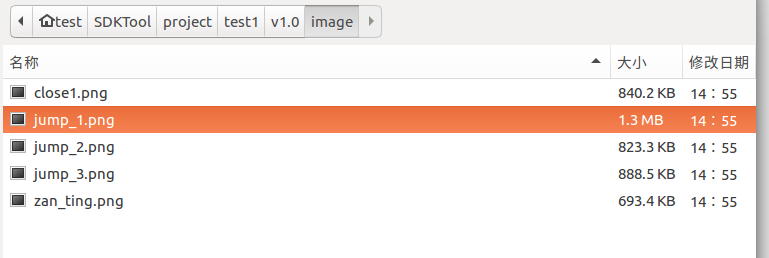 test SDKTool project test1 v1.0 image
名称 大小 修改日期
close1.png 840.2 KB 14：55
jump_1.png 1.3 MB 14：55
jump_2.png 823.3 KB 14：55
jump_3.png 888.5 KB 14：55
zan_ting.png 693.4 KB 14：55